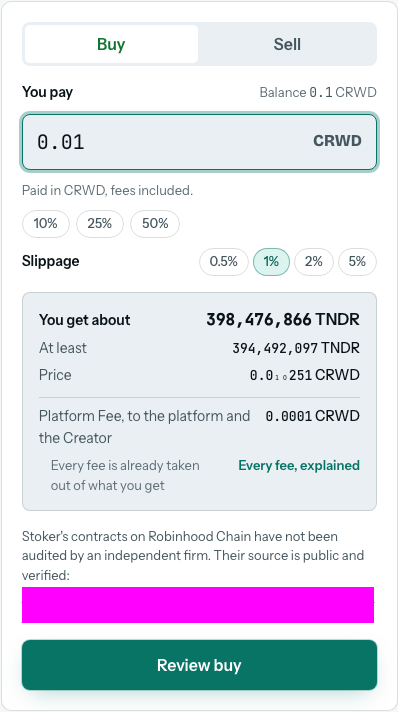 Buy Sell
You pay Balance 0.1 CRWD
0.01 CRWD
Paid in CRWD, fees included.
10% 25% 50%
Slippage 0.5% 1% 2% 5%
You get about 398,476,866 TNDR
At least 394,492,097 TNDR
Price 0.0₁₀251 CRWD
Platform Fee, to the platform and 0.0001 CRWD
the Creator
Every fee is already taken Every fee, explained
out of what you get
Stoker's contracts on Robinhood Chain have not been
audited by an independent firm. Their source is public and
verified:
Review buy